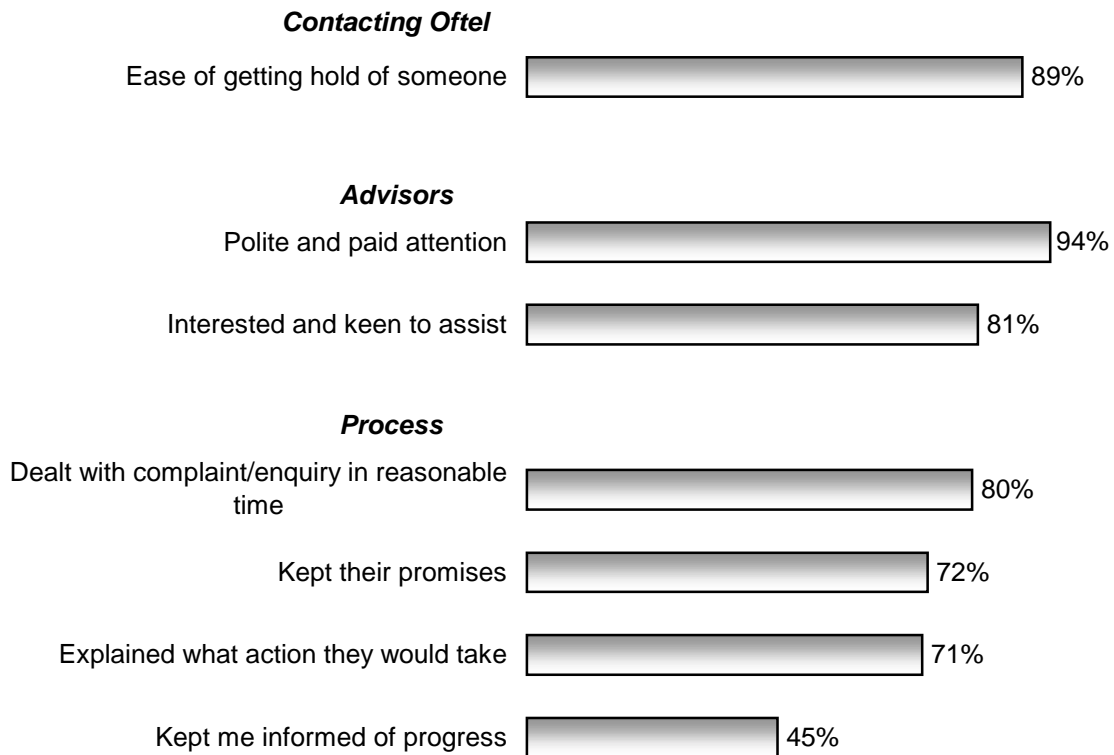 Contacting Oftel
Ease of getting hold of someone 89%
Advisors
Polite and paid attention 94%
Interested and keen to assist 81%
Process
Dealt with complaint/enquiry in reasonable
time 80%
Kept their promises 72%
Explained what action they would take 71%
Kept me informed of progress 45%